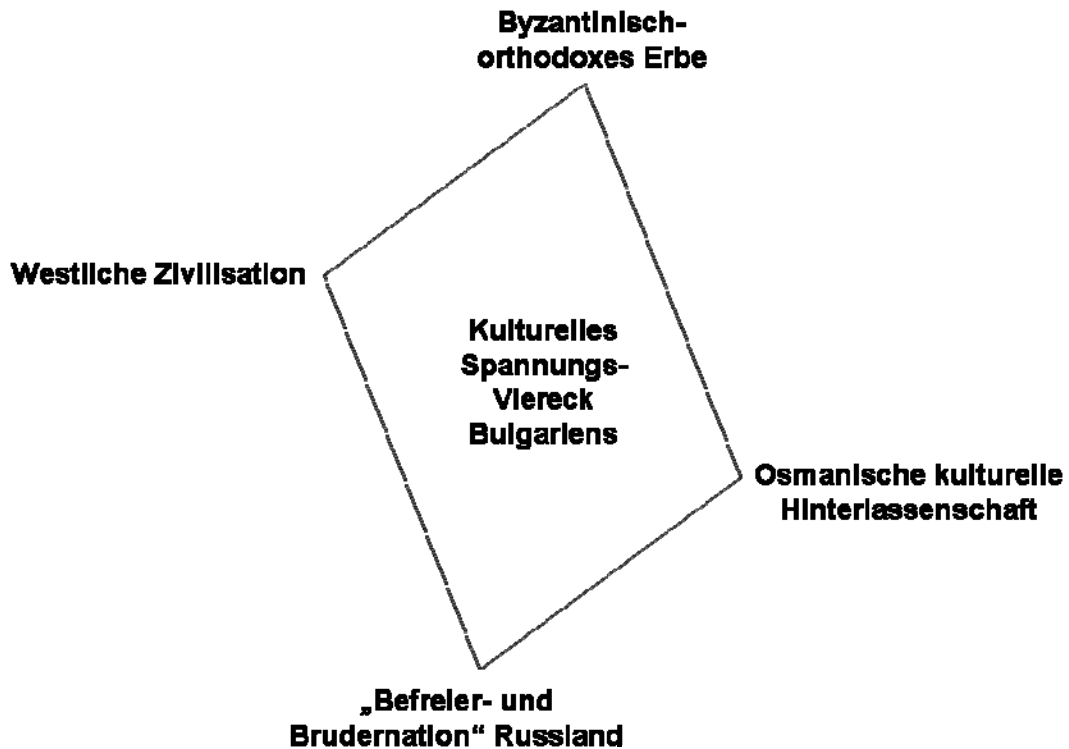 Byzantinisch-
orthodoxes Erbe
Westliche Zivilisation
Kulturelles
Spannungs-
Viereck
Bulgariens
Osmanische kulturelle
Hinterlassenschaft
„Befreier- und
Brudernation“ Russland